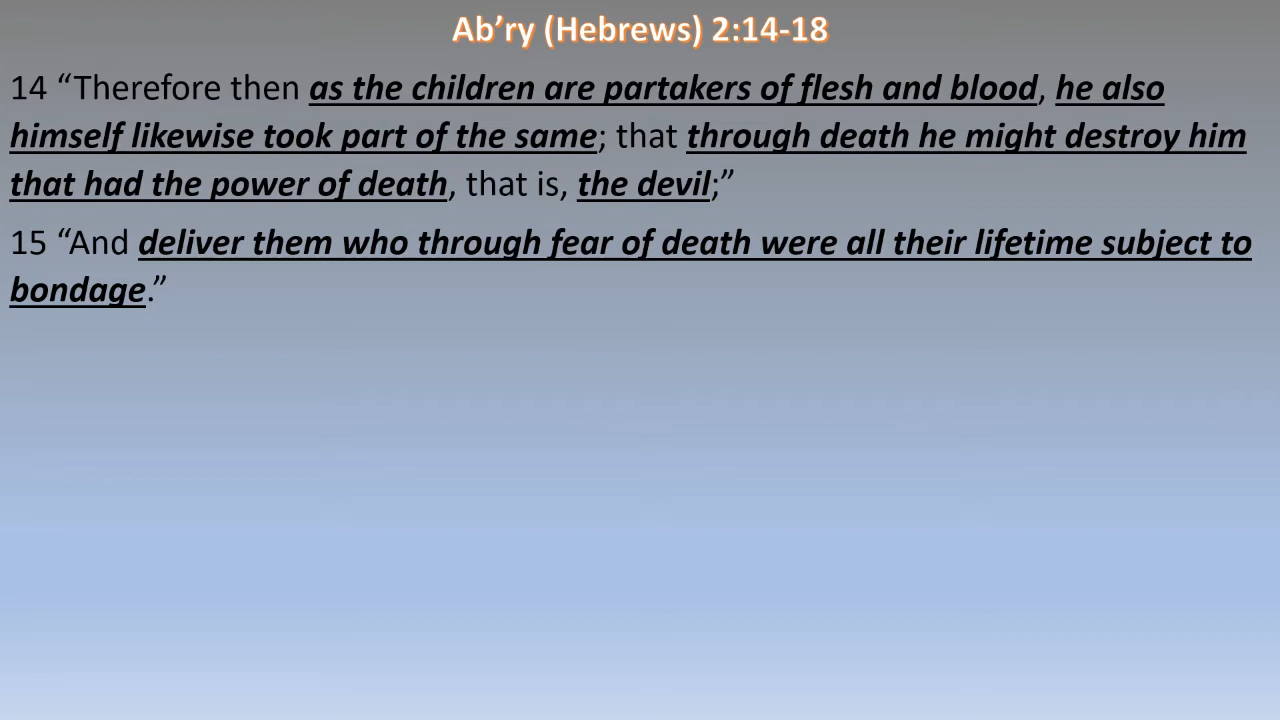 Ab’ry (Hebrews) 2:14-18
14 “Therefore then as the children are partakers of flesh and blood, he also
himself likewise took part of the same; that through death he might destroy him
that had the power of death, that is, the devil;”
15 “And deliver them who through fear of death were all their lifetime subject to
bondage.”